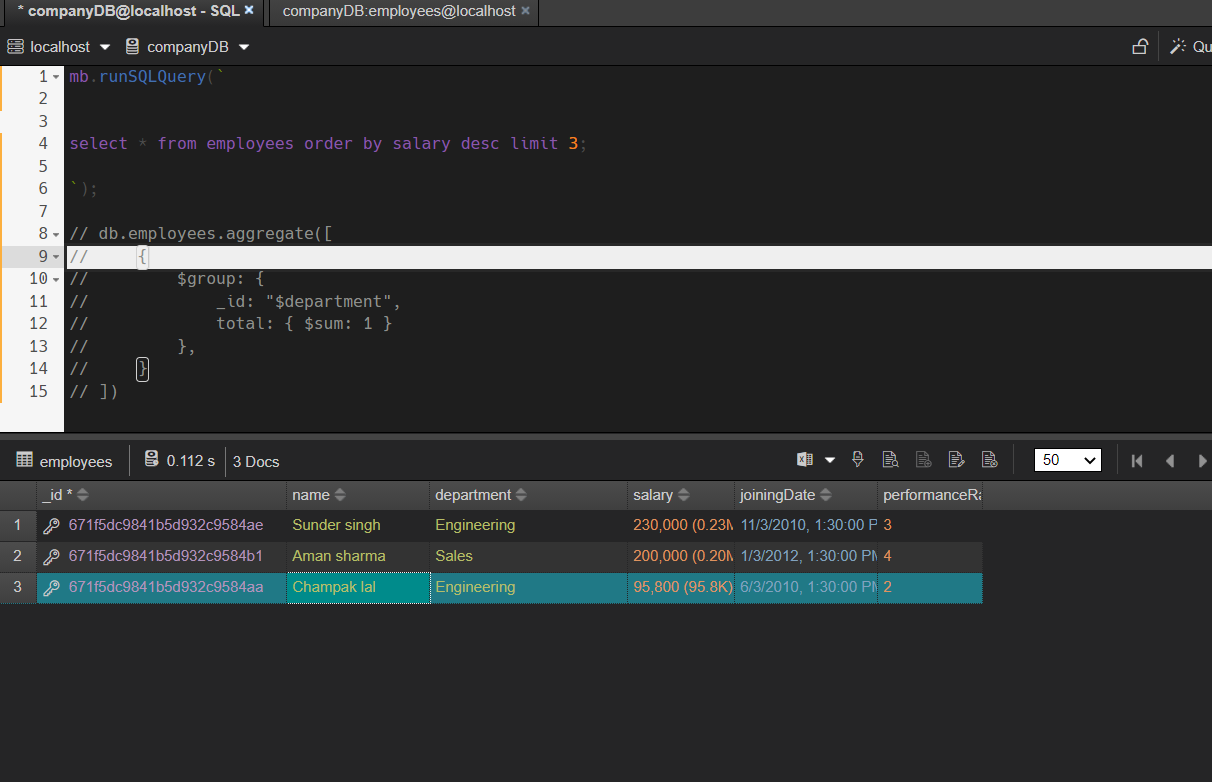 * companyDB@localhost - SQL × companyDB:employees@localhost ×
localhost companyDB Qu
1 mb.runSQLQuery(`
2
3
4 select * from employees order by salary desc limit 3;
5
6 `);
7
8 // db.employees.aggregate([
9 //     {
10 //         $group: {
11 //             _id: "$department",
12 //             total: { $sum: 1 }
13 //         },
14 //     }
15 // ])
employees 0.112 s 3 Docs 50
_id * name department salary joiningDate performanceRa
1 671f5dc9841b5d932c9584ae Sunder singh Engineering 230,000 (0.23M 11/3/2010, 1:30:00 P 3
2 671f5dc9841b5d932c9584b1 Aman sharma Sales 200,000 (0.20M 1/3/2012, 1:30:00 PM 4
3 671f5dc9841b5d932c9584aa Champak lal Engineering 95,800 (95.8K) 6/3/2010, 1:30:00 PM 2